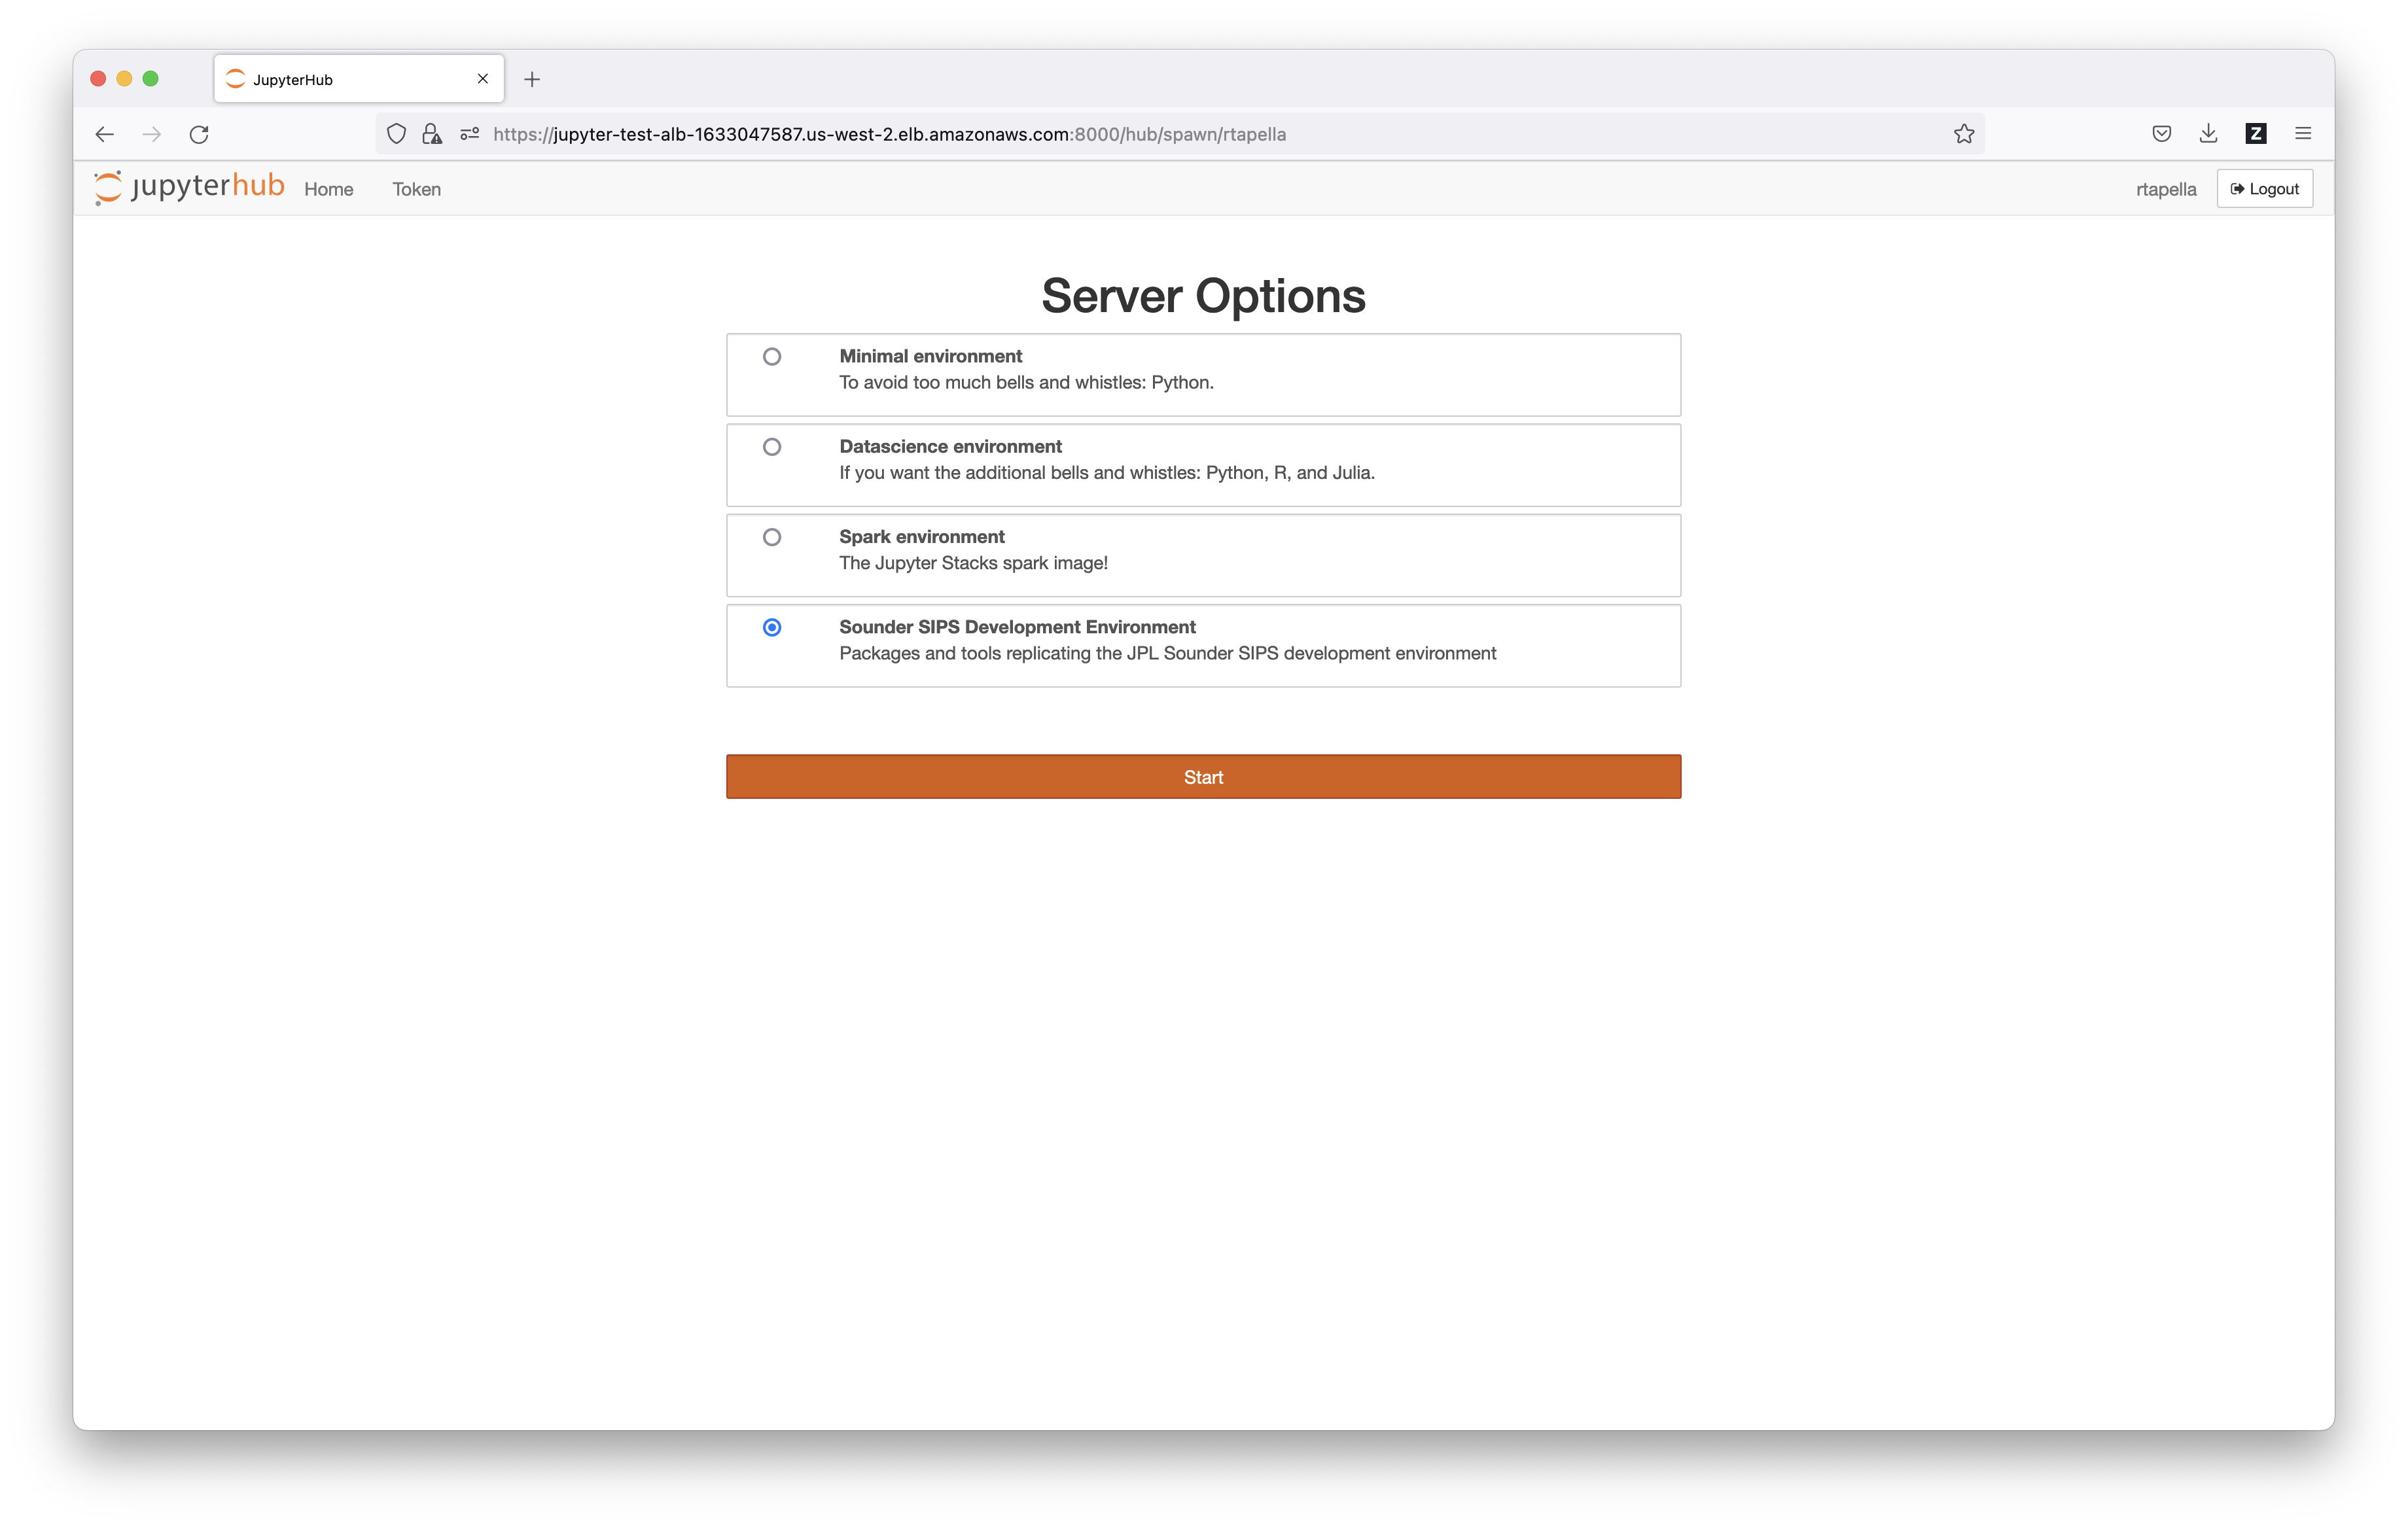 JupyterHub
https://jupyter-test-alb-1633047587.us-west-2.elb.amazonaws.com:8000/hub/spawn/rtapella
Z
jupyterhub Home Token rtapella Logout
Server Options
Minimal environment
To avoid too much bells and whistles: Python.
Datascience environment
If you want the additional bells and whistles: Python, R, and Julia.
Spark environment
The Jupyter Stacks spark image!
Sounder SIPS Development Environment
Packages and tools replicating the JPL Sounder SIPS development environment
Start